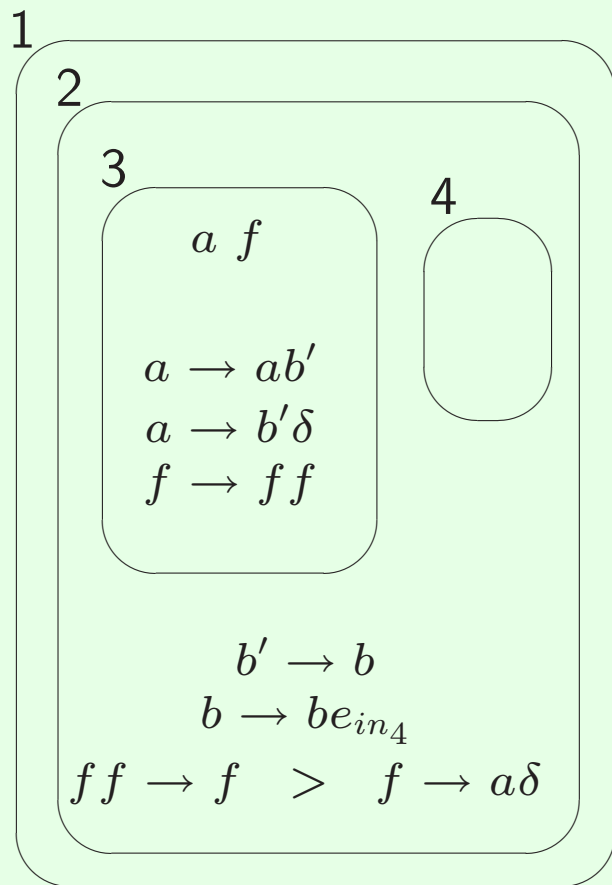 1
2
3
4
a f
a → ab′
a → b′δ
f → ff
b′ → b
b → be_{in_4}
ff → f > f → aδ